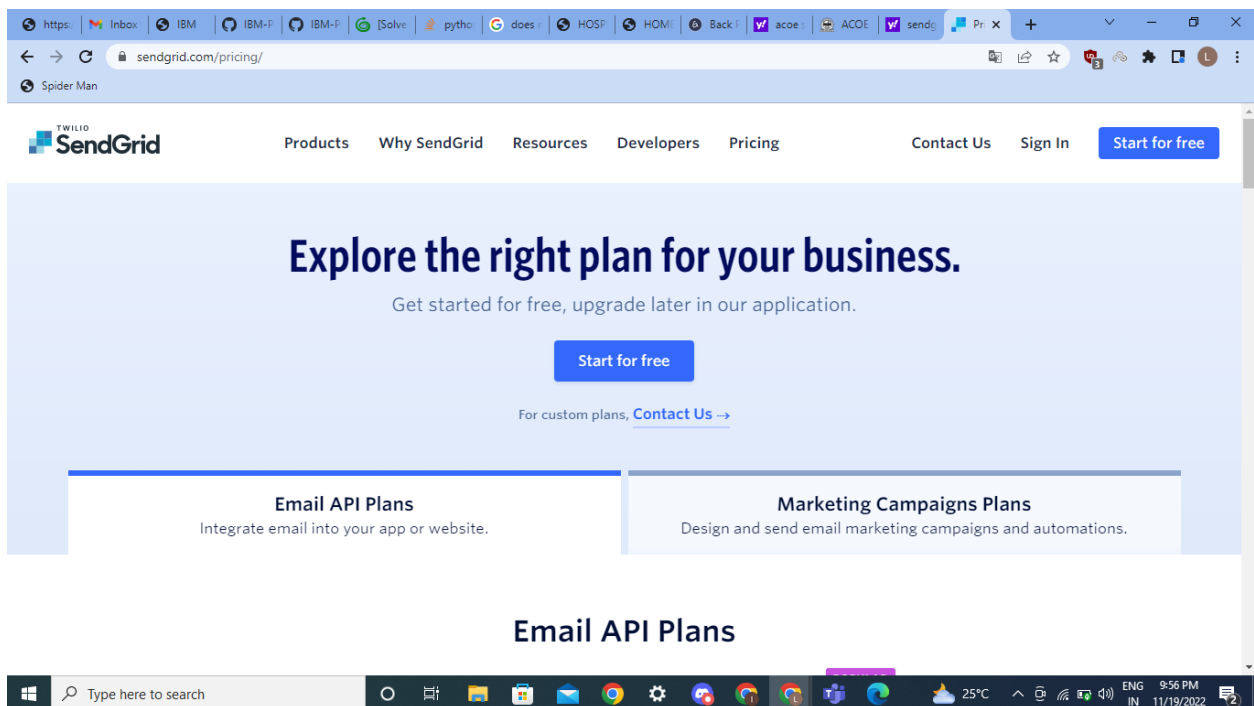 https:/ Inbox IBM IBM-P IBM-P [Solve pytho does r HOSP HOME Back acoe s ACOE sendg Pri
sendgrid.com/pricing/
3
L
Spider Man
TWILIO
SendGrid
Products Why SendGrid Resources Developers Pricing Contact Us Sign In Start for free
Explore the right plan for your business.
Get started for free, upgrade later in our application.
Start for free
For custom plans, Contact Us →
Email API Plans
Integrate email into your app or website.
Marketing Campaigns Plans
Design and send email marketing campaigns and automations.
Email API Plans
Type here to search
25°C
ENG
IN
9:56 PM
11/19/2022
2